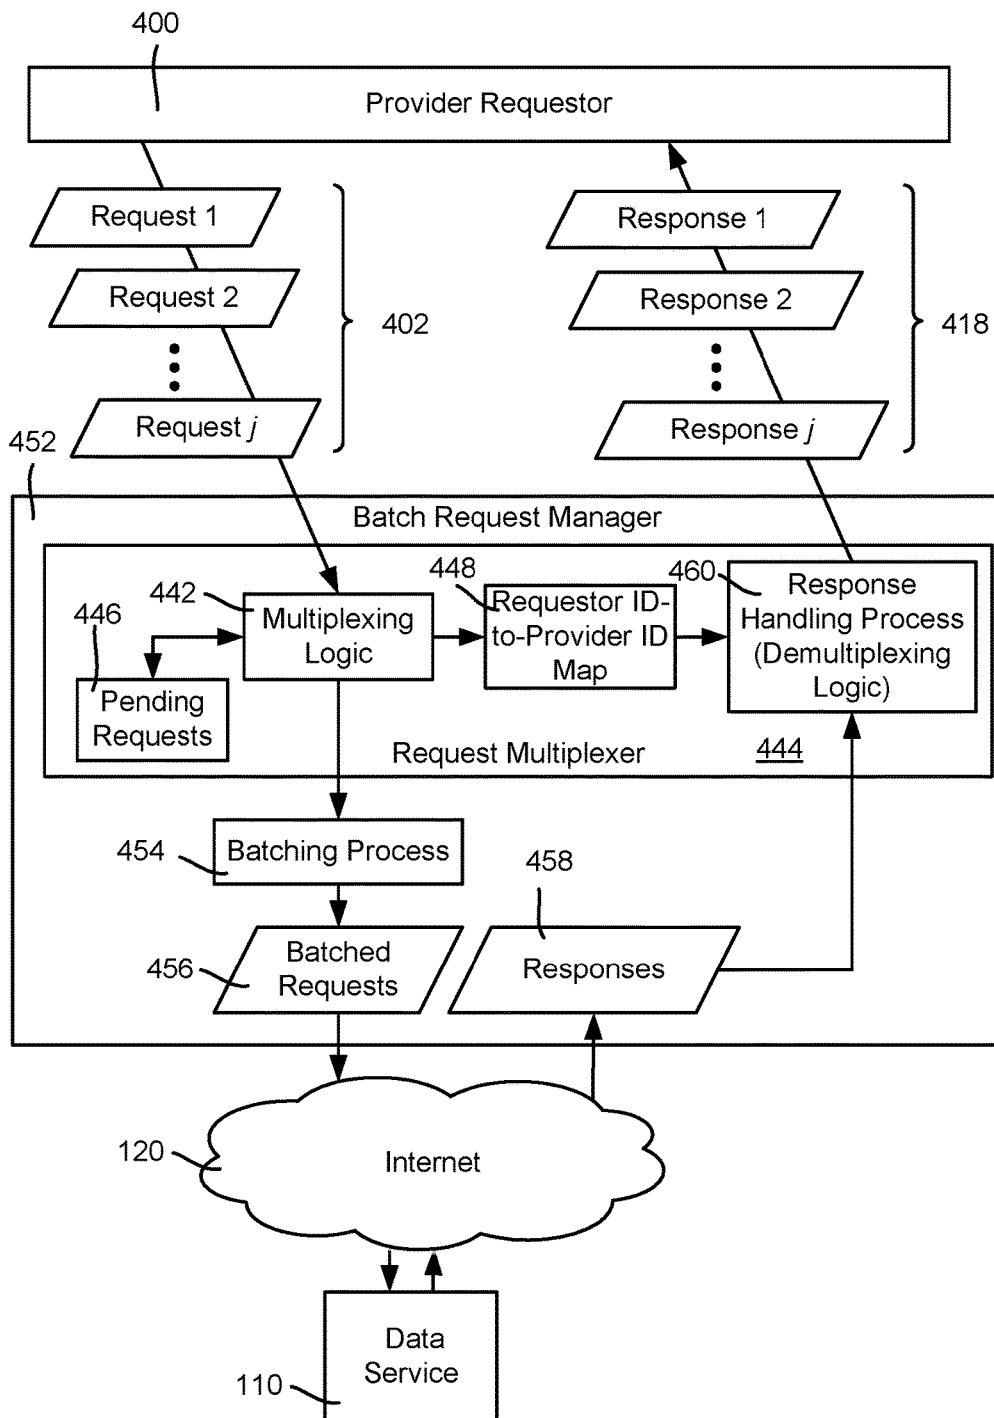 400
Provider Requestor
Request 1
Request 2
Request j
402
Response 1
Response 2
Response j
418
452
Batch Request Manager
442
Multiplexing
Logic
446
Pending
Requests
448
Requestor ID-
to-Provider ID
Map
460
Response
Handling Process
(Demultiplexing
Logic)
Request Multiplexer
444
454
Batching Process
456
Batched
Requests
458
Responses
120
Internet
Data
Service
110